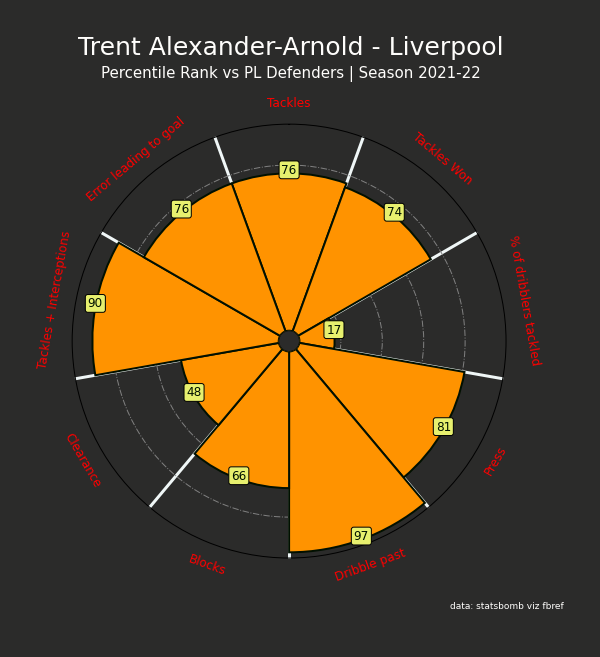 Trent Alexander-Arnold - Liverpool
Percentile Rank vs PL Defenders | Season 2021-22
Tackles
Tackles Won
% of dribblers tackled
Press
Dribble past
Blocks
Clearance
Tackles + Interceptions
Error leading to goal
76
74
17
81
97
66
48
90
76
data: statsbomb viz fbref